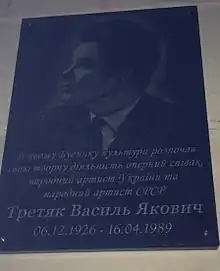 В цьому будинку культури розпочав
свою творчу діяльність оперний співак,
народний артист України та
народний артист СРСР
Третяк Василь Якович
06.12.1926 - 16.04.1989